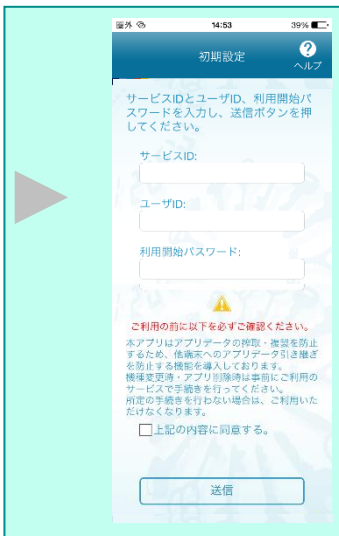 圏外
14:53
39%
初期設定
?
ヘルプ
サービスIDとユーザID、利用開始パ
スワードを入力し、送信ボタンを押
してください。
サービスID:
ユーザID:
利用開始パスワード:
ご利用の前に以下を必ずご確認ください。
本アプリはアプリデータの搾取・複製を防止
するため、他端末へのアプリデータ引き継ぎ
を防止する機能を導入しております。
機種変更時・アプリ削除時は事前にご利用の
サービスで手続きを行ってください。
所定の手続きを行わない場合は、ご利用いた
だけなくなります。
上記の内容に同意する。
送信